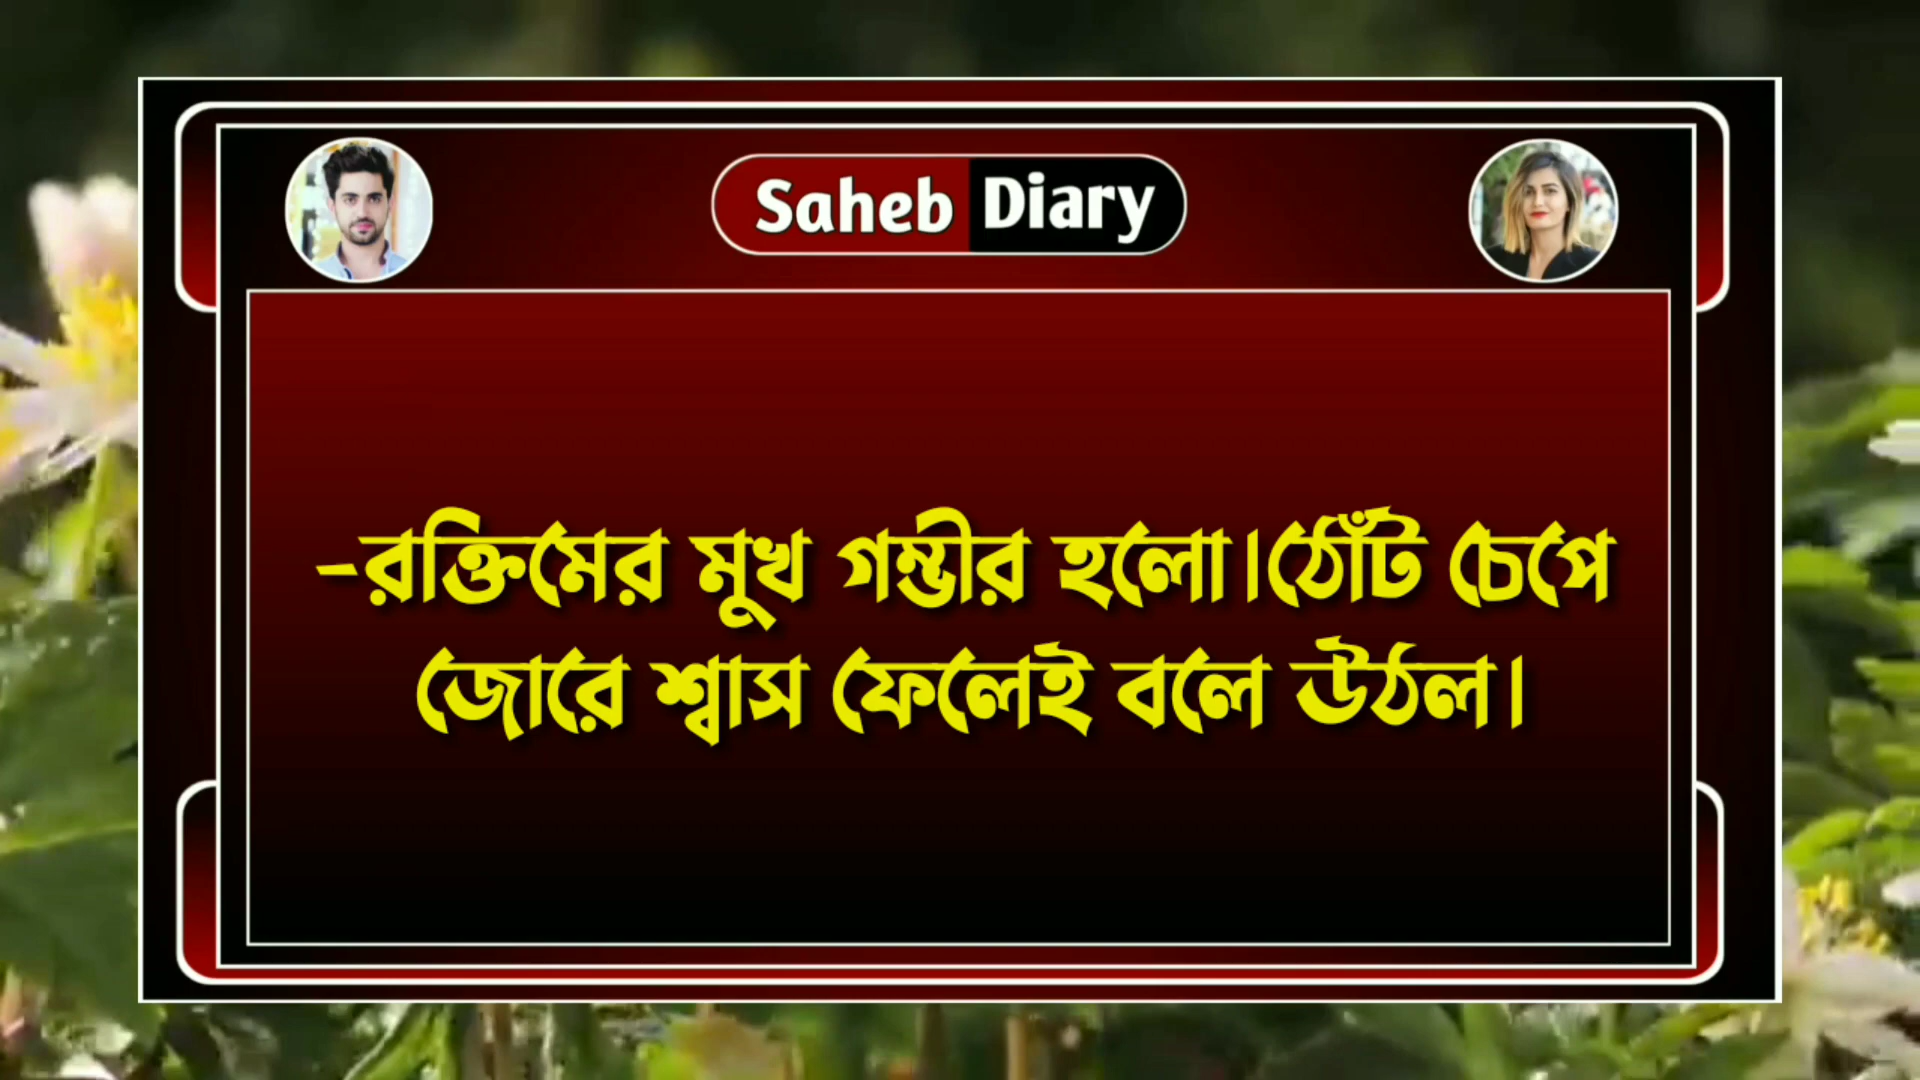 Saheb Diary
-রক্তিমের মুখ গম্ভীর হলো।ঠোঁট চেপে
জোরে শ্বাস ফেলেই বলে উঠল।